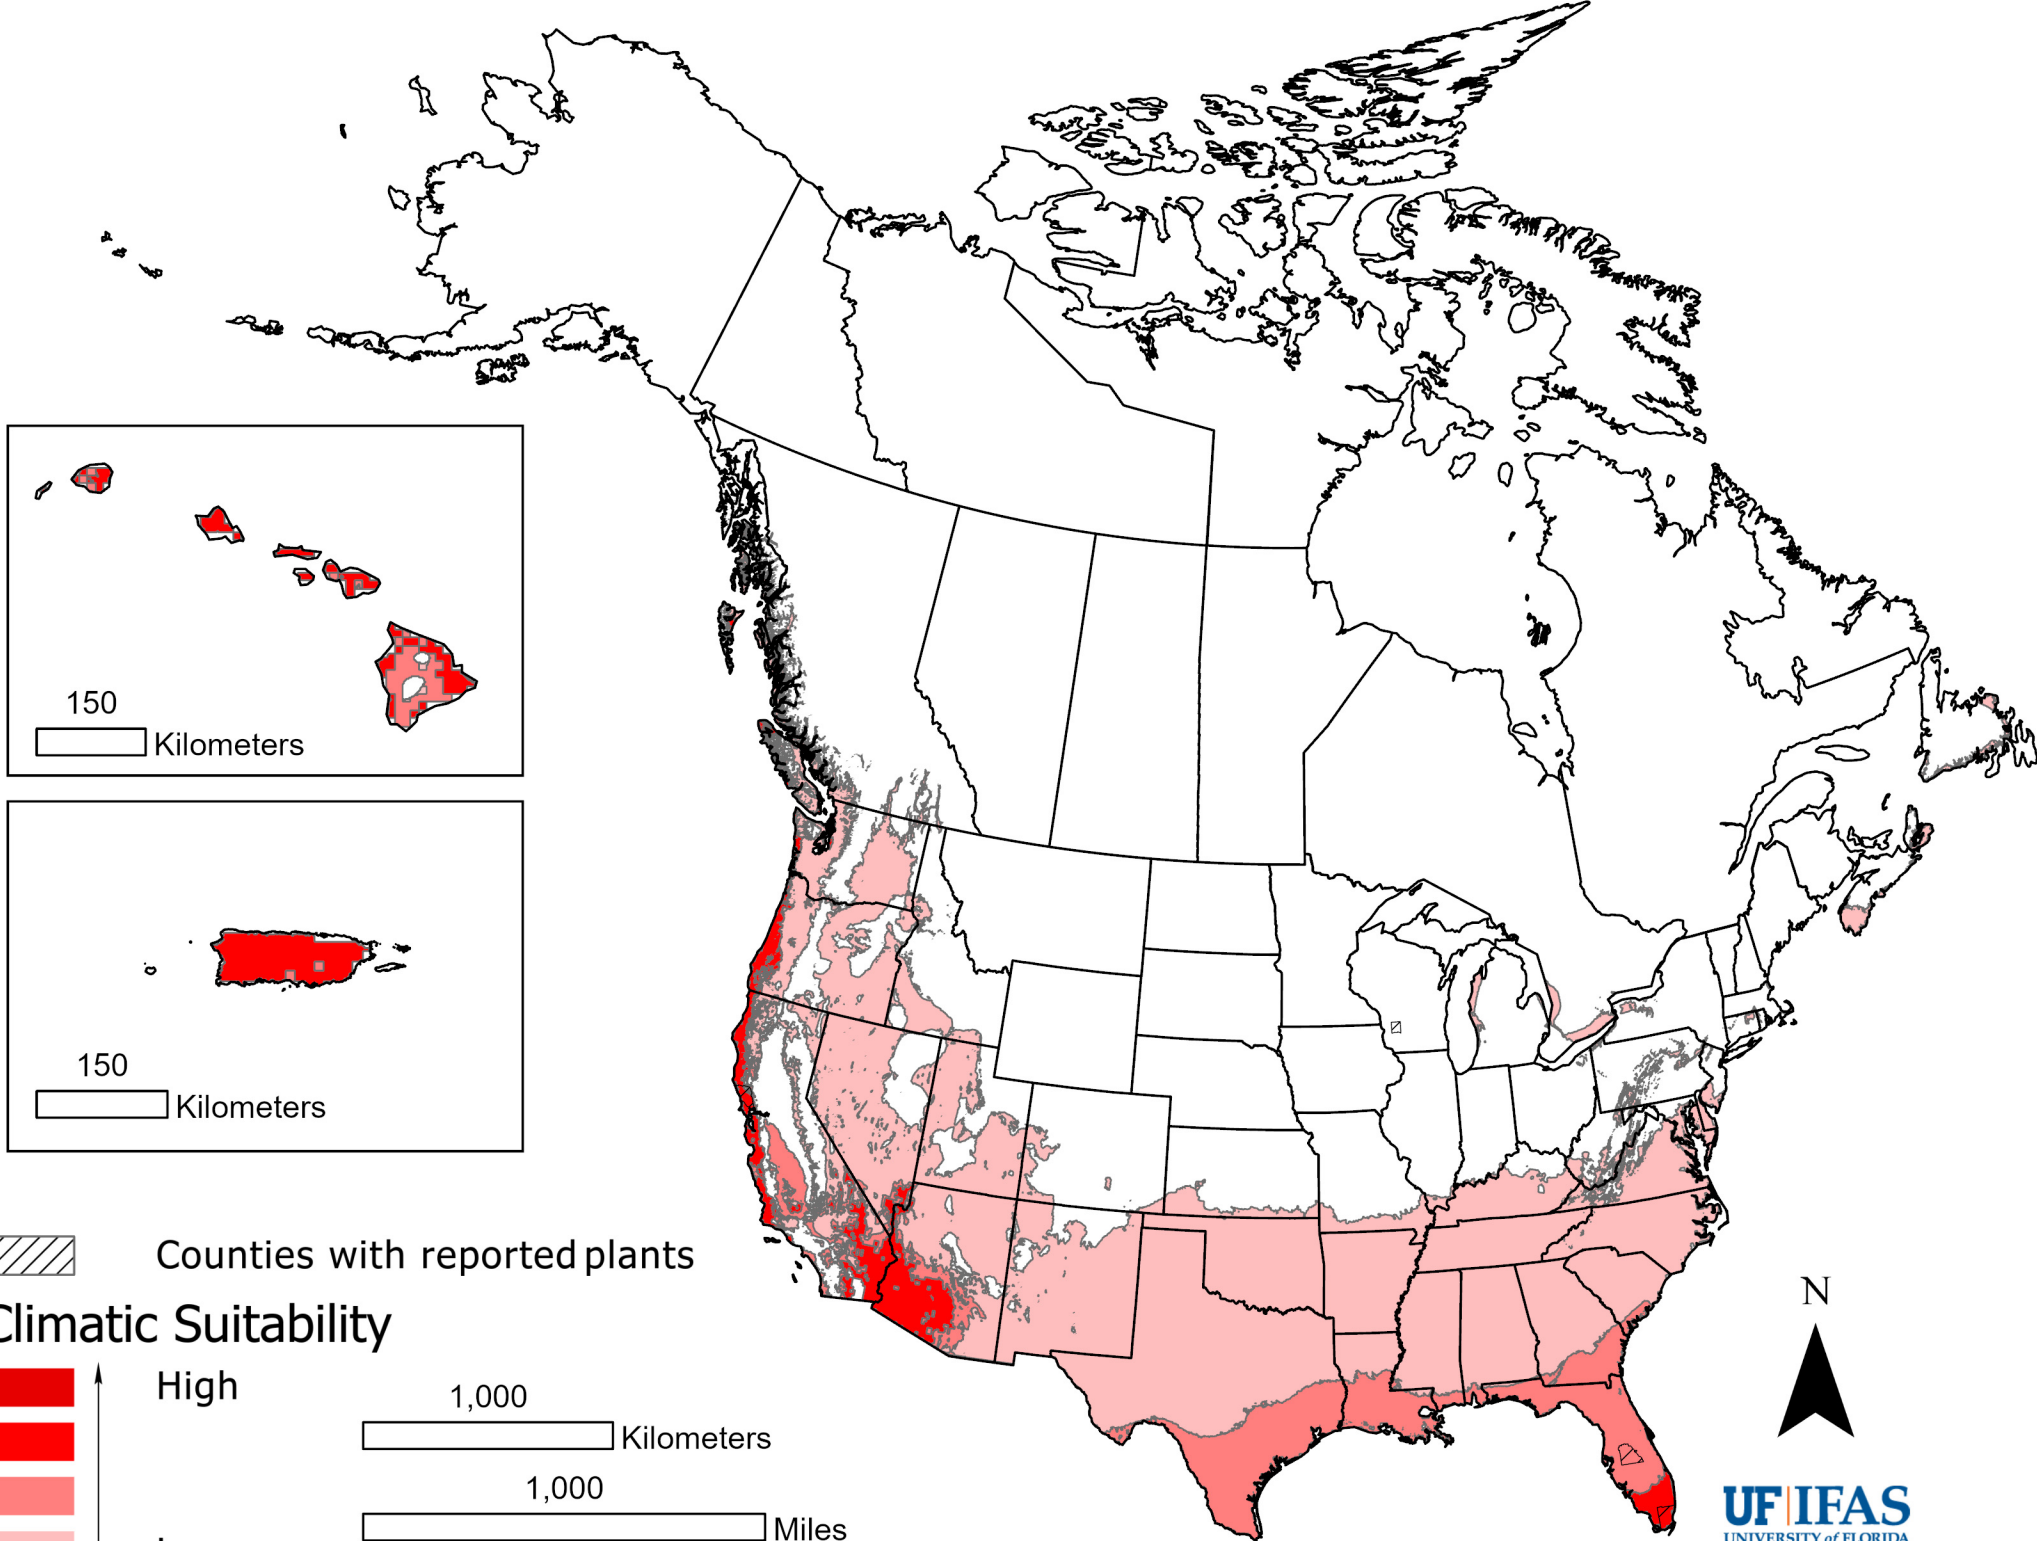 150
Kilometers
150
Kilometers
Counties with reported plants
Climatic Suitability
High
1,000
Kilometers
1,000
Miles
N
UF|IFAS
UNIVERSITY of FLORIDA